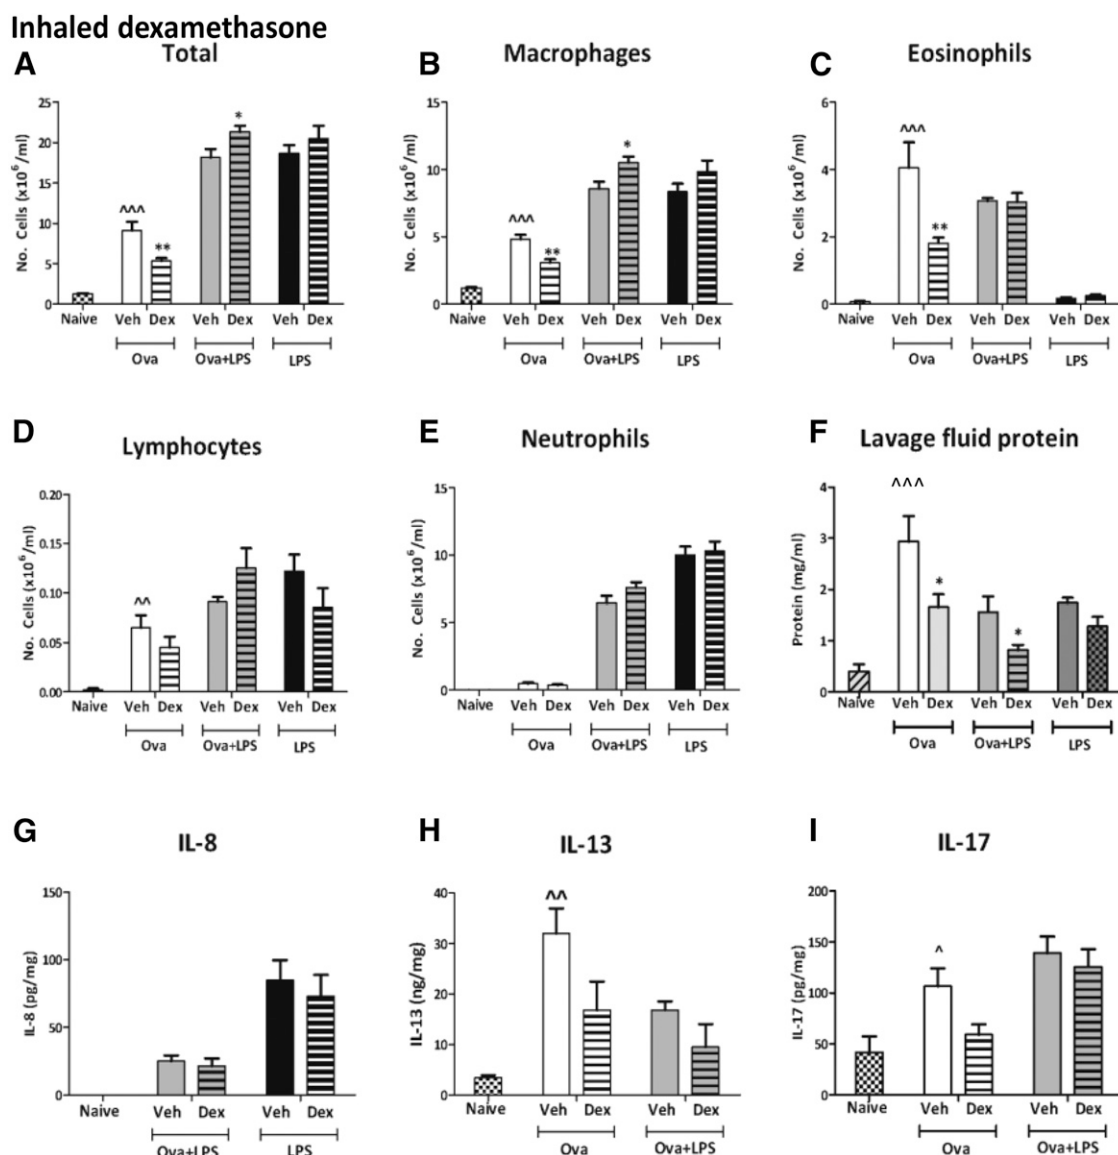 Inhaled dexamethasone
A
Total
No. Cells (x10⁶/ml)
25
20
15
10
5
0
^^^
**
*
Naive
Veh Dex
Veh Dex
Veh Dex
Ova
Ova+LPS
LPS
B
Macrophages
No. Cells (x10⁶/ml)
15
10
5
0
^^^
**
*
Naive
Veh Dex
Veh Dex
Veh Dex
Ova
Ova+LPS
LPS
C
Eosinophils
No. Cells (x10⁶/ml)
6
4
2
0
^^^
**
Naive
Veh Dex
Veh Dex
Veh Dex
Ova
Ova+LPS
LPS
D
Lymphocytes
No. Cells (x10⁶/ml)
0.20
0.15
0.10
0.05
0.00
^^
Naive
Veh Dex
Veh Dex
Veh Dex
Ova
Ova+LPS
LPS
E
Neutrophils
No. Cells (x10⁶/ml)
15
10
5
0
Naive
Veh Dex
Veh Dex
Veh Dex
Ova
Ova+LPS
LPS
F
Lavage fluid protein
Protein (mg/ml)
4
3
2
1
0
^^^
*
*
Naive
Veh Dex
Veh Dex
Veh Dex
Ova
Ova+LPS
LPS
G
IL-8
IL-8 (pg/mg)
150
100
50
0
Naive
Veh Dex
Veh Dex
Ova+LPS
LPS
H
IL-13
IL-13 (ng/mg)
40
30
20
10
0
^^
Naive
Veh Dex
Veh Dex
Ova
Ova+LPS
I
IL-17
IL-17 (pg/mg)
200
150
100
50
0
^
Naive
Veh Dex
Veh Dex
Ova
Ova+LPS